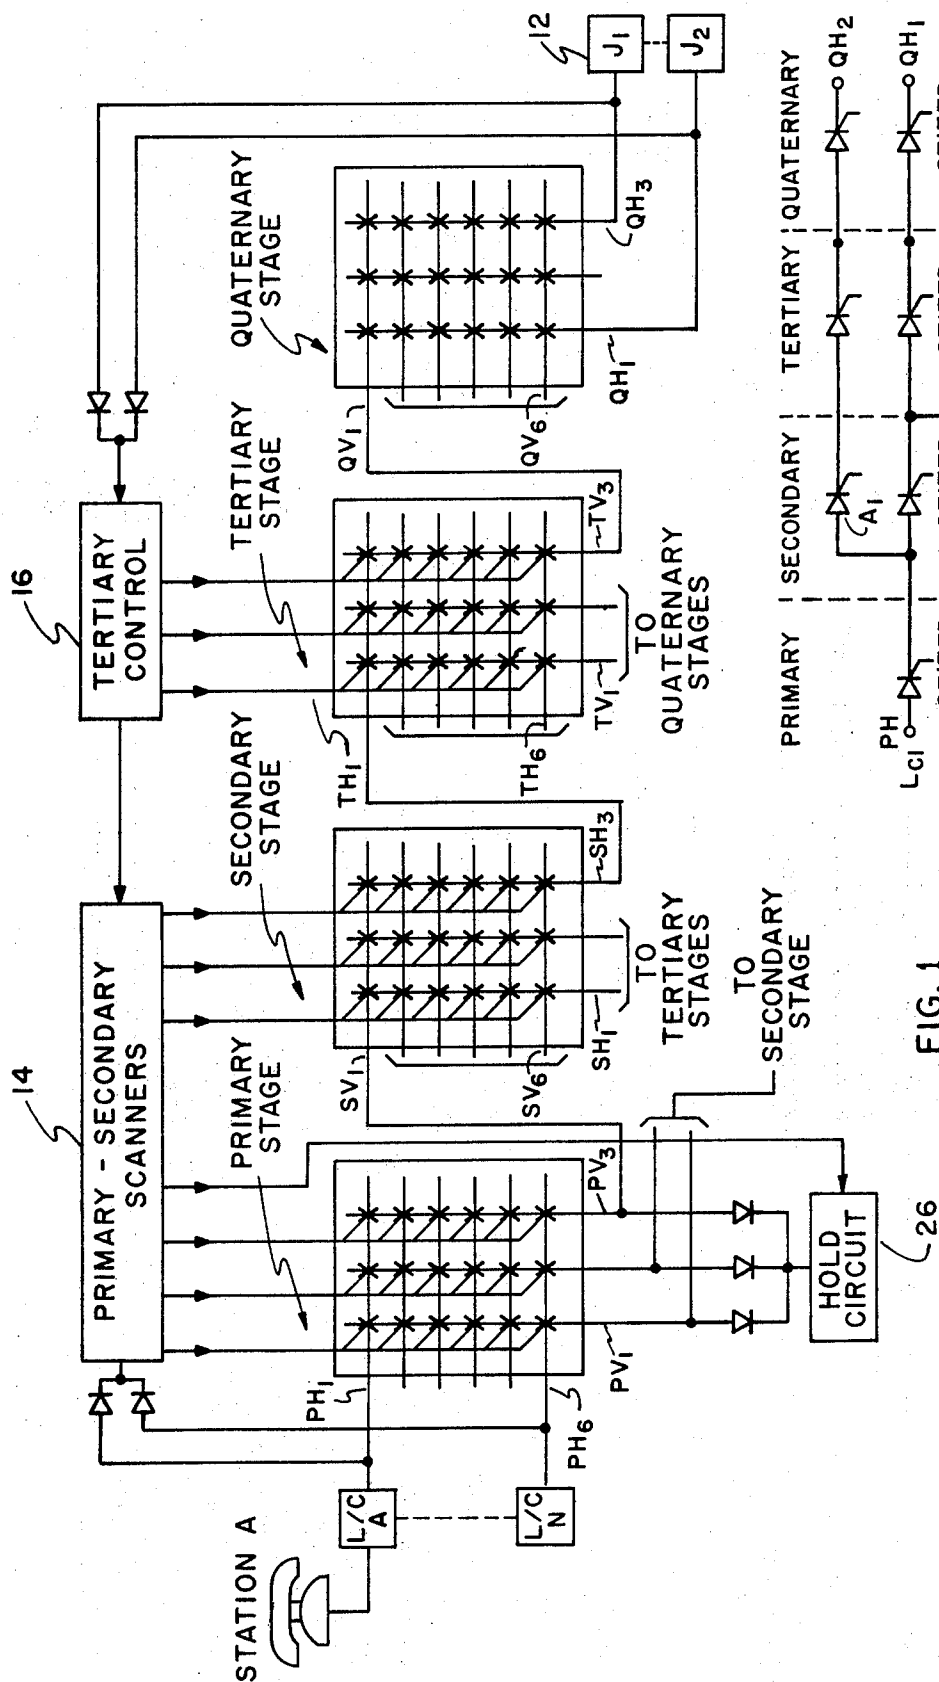 STATION A
L/C
A
L/C
N
14
PRIMARY - SECONDARY
SCANNERS
16
TERTIARY
CONTROL
12
J1
J2
PRIMARY
STAGE
SECONDARY
STAGE
TERTIARY
STAGE
QUATERNARY
STAGE
PH1
PH6
PV1
PV3
SV1
SV6
SH1
SH3
TH1
TH6
TV1
TV3
QV1
QV6
QH1
QH3
TO
TERTIARY
STAGES
TO
QUATERNARY
STAGES
TO
SECONDARY
STAGE
HOLD
CIRCUIT
26
FIG. 1
PRIMARY
SECONDARY
TERTIARY
QUATERNARY
PH
LC1
A1
QH2
QH1